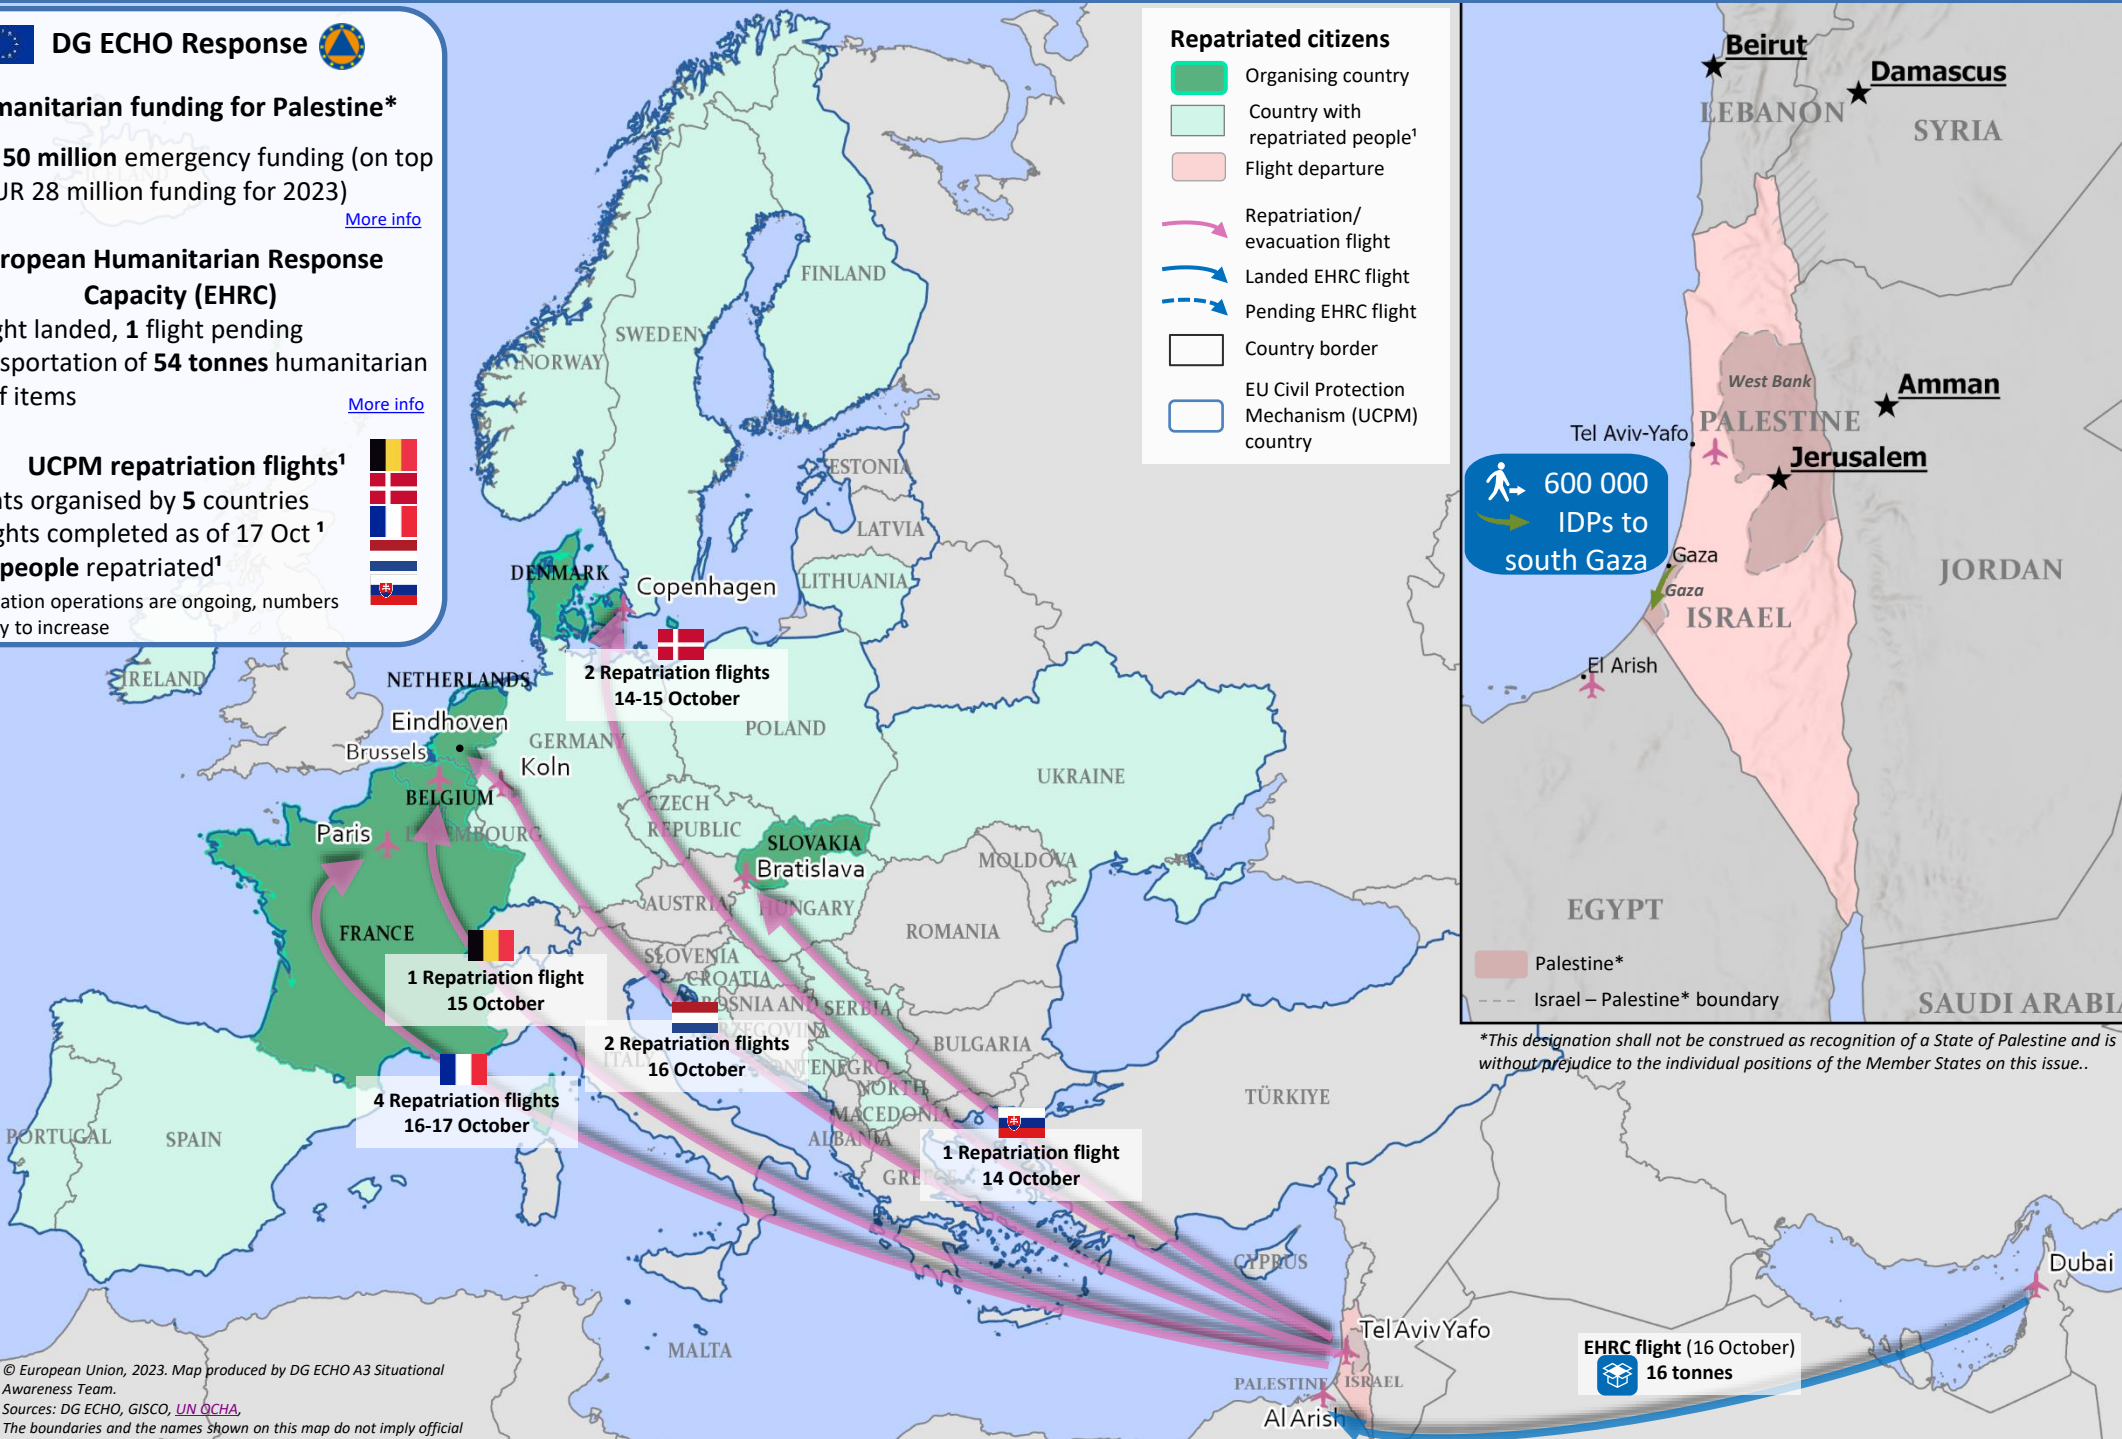 DG ECHO Response
manitarian funding for Palestine*
50 million emergency funding (on top
UR 28 million funding for 2023)
More info
ropean Humanitarian Response
Capacity (EHRC)
ght landed, 1 flight pending
nsportation of 54 tonnes humanitarian
f items
More info
UCPM repatriation flights¹
nts organised by 5 countries
ghts completed as of 17 Oct ¹
people repatriated¹
ation operations are ongoing, numbers
y to increase
Repatriated citizens
Organising country
Country with
repatriated people¹
Flight departure
Repatriation/
evacuation flight
Landed EHRC flight
Pending EHRC flight
Country border
EU Civil Protection
Mechanism (UCPM)
country
Beirut
Damascus
LEBANON
SYRIA
West Bank
Amman
PALESTINE
Tel Aviv-Yafo
Jerusalem
600 000
IDPs to
south Gaza
Gaza
Gaza
ISRAEL
JORDAN
El Arish
EGYPT
Palestine*
Israel – Palestine* boundary
SAUDI ARABIA
*This designation shall not be construed as recognition of a State of Palestine and is
without prejudice to the individual positions of the Member States on this issue..
ICELAND
FINLAND
SWEDEN
NORWAY
ESTONIA
LATVIA
LITHUANIA
DENMARK
Copenhagen
2 Repatriation flights
14-15 October
IRELAND
NETHERLANDS
Eindhoven
Brussels
GERMANY
Koln
POLAND
UKRAINE
BELGIUM
LUXEMBOURG
Paris
CZECH
REPUBLIC
SLOVAKIA
Bratislava
MOLDOVA
AUSTRIA
HUNGARY
FRANCE
ROMANIA
1 Repatriation flight
15 October
SLOVENIA
CROATIA
BOSNIA AND
HERZEGOVINA
SERBIA
2 Repatriation flights
16 October
ITALY
MONTENEGRO
BULGARIA
NORTH
MACEDONIA
ALBANIA
4 Repatriation flights
16-17 October
TÜRKIYE
PORTUGAL
SPAIN
1 Repatriation flight
14 October
GREECE
CYPRUS
Dubai
MALTA
Tel Aviv Yafo
EHRC flight (16 October)
16 tonnes
PALESTINE
ISRAEL
Al Arish
© European Union, 2023. Map produced by DG ECHO A3 Situational
Awareness Team.
Sources: DG ECHO, GISCO, UN OCHA,
The boundaries and the names shown on this map do not imply official